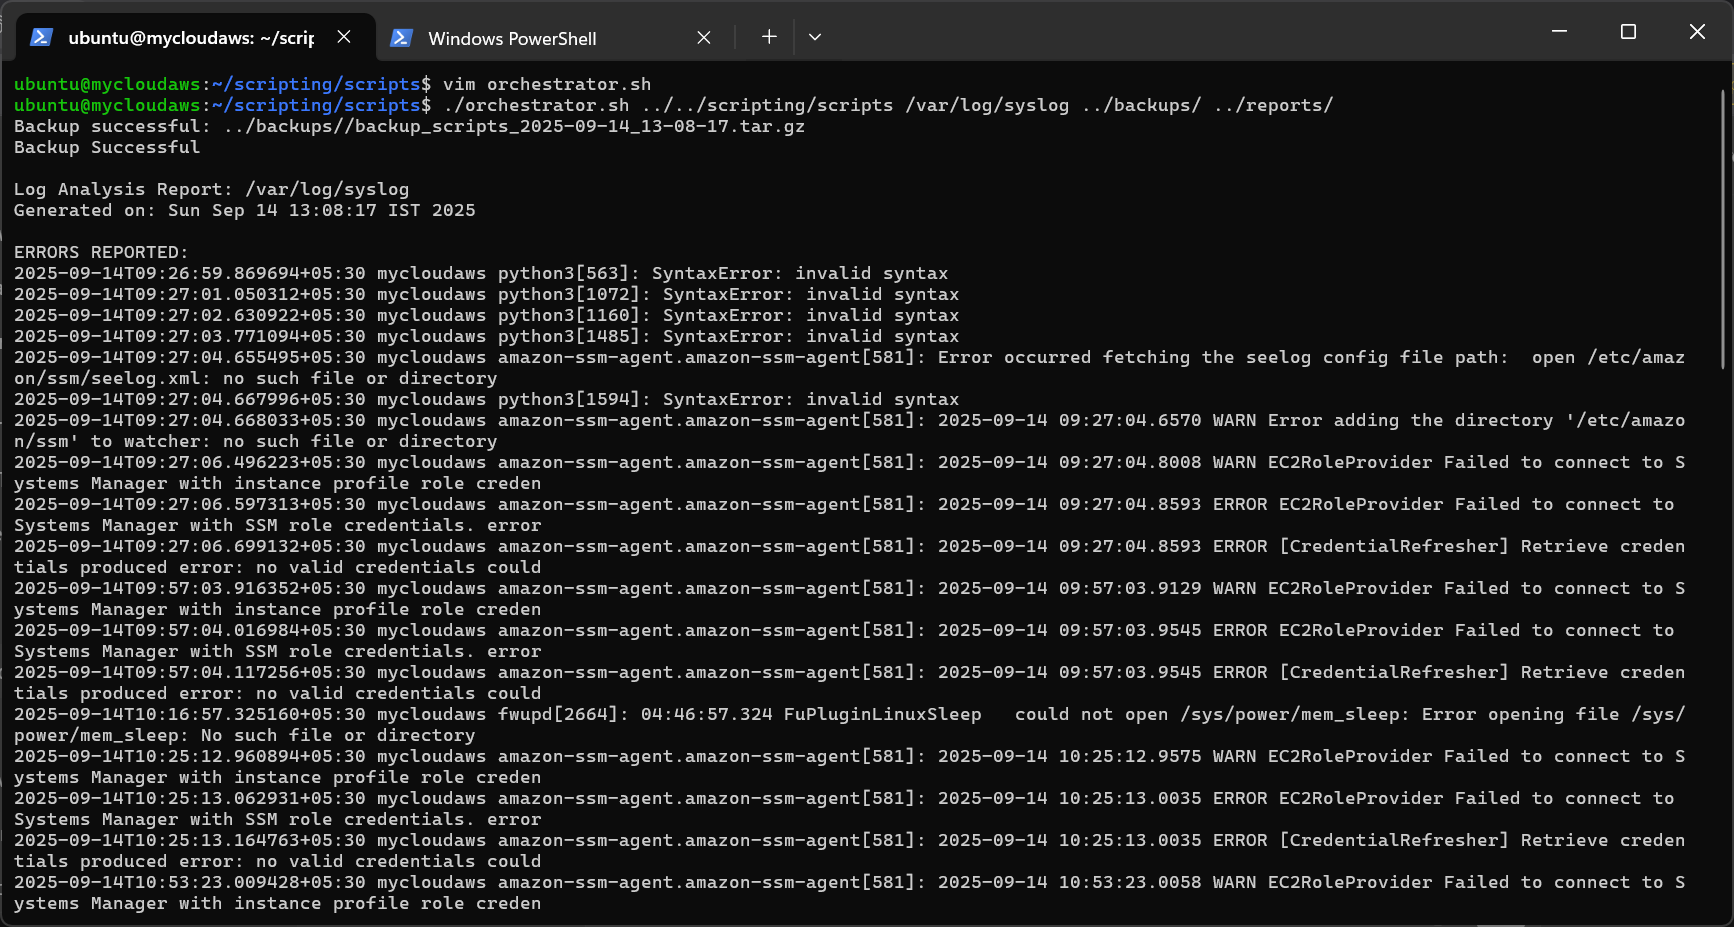 ubuntu@mycloudaws: ~/scrip
Windows PowerShell
ubuntu@mycloudaws:~/scripting/scripts$ vim orchestrator.sh
ubuntu@mycloudaws:~/scripting/scripts$ ./orchestrator.sh ../../scripting/scripts /var/log/syslog ../backups/ ../reports/
Backup successful: ../backups//backup_scripts_2025-09-14_13-08-17.tar.gz
Backup Successful
Log Analysis Report: /var/log/syslog
Generated on: Sun Sep 14 13:08:17 IST 2025
ERRORS REPORTED:
2025-09-14T09:26:59.869694+05:30 mycloudaws python3[563]: SyntaxError: invalid syntax
2025-09-14T09:27:01.050312+05:30 mycloudaws python3[1072]: SyntaxError: invalid syntax
2025-09-14T09:27:02.630922+05:30 mycloudaws python3[1160]: SyntaxError: invalid syntax
2025-09-14T09:27:03.771094+05:30 mycloudaws python3[1485]: SyntaxError: invalid syntax
2025-09-14T09:27:04.655495+05:30 mycloudaws amazon-ssm-agent.amazon-ssm-agent[581]: Error occurred fetching the seelog config file path:  open /etc/amaz
on/ssm/seelog.xml: no such file or directory
2025-09-14T09:27:04.667996+05:30 mycloudaws python3[1594]: SyntaxError: invalid syntax
2025-09-14T09:27:04.668033+05:30 mycloudaws amazon-ssm-agent.amazon-ssm-agent[581]: 2025-09-14 09:27:04.6570 WARN Error adding the directory '/etc/amazo
n/ssm' to watcher: no such file or directory
2025-09-14T09:27:06.496223+05:30 mycloudaws amazon-ssm-agent.amazon-ssm-agent[581]: 2025-09-14 09:27:04.8008 WARN EC2RoleProvider Failed to connect to S
ystems Manager with instance profile role creden
2025-09-14T09:27:06.597313+05:30 mycloudaws amazon-ssm-agent.amazon-ssm-agent[581]: 2025-09-14 09:27:04.8593 ERROR EC2RoleProvider Failed to connect to
Systems Manager with SSM role credentials. error
2025-09-14T09:27:06.699132+05:30 mycloudaws amazon-ssm-agent.amazon-ssm-agent[581]: 2025-09-14 09:27:04.8593 ERROR [CredentialRefresher] Retrieve creden
tials produced error: no valid credentials could
2025-09-14T09:57:03.916352+05:30 mycloudaws amazon-ssm-agent.amazon-ssm-agent[581]: 2025-09-14 09:57:03.9129 WARN EC2RoleProvider Failed to connect to S
ystems Manager with instance profile role creden
2025-09-14T09:57:04.016984+05:30 mycloudaws amazon-ssm-agent.amazon-ssm-agent[581]: 2025-09-14 09:57:03.9545 ERROR EC2RoleProvider Failed to connect to
Systems Manager with SSM role credentials. error
2025-09-14T09:57:04.117256+05:30 mycloudaws amazon-ssm-agent.amazon-ssm-agent[581]: 2025-09-14 09:57:03.9545 ERROR [CredentialRefresher] Retrieve creden
tials produced error: no valid credentials could
2025-09-14T10:16:57.325160+05:30 mycloudaws fwupd[2664]: 04:46:57.324 FuPluginLinuxSleep   could not open /sys/power/mem_sleep: Error opening file /sys/
power/mem_sleep: No such file or directory
2025-09-14T10:25:12.960894+05:30 mycloudaws amazon-ssm-agent.amazon-ssm-agent[581]: 2025-09-14 10:25:12.9575 WARN EC2RoleProvider Failed to connect to S
ystems Manager with instance profile role creden
2025-09-14T10:25:13.062931+05:30 mycloudaws amazon-ssm-agent.amazon-ssm-agent[581]: 2025-09-14 10:25:13.0035 ERROR EC2RoleProvider Failed to connect to
Systems Manager with SSM role credentials. error
2025-09-14T10:25:13.164763+05:30 mycloudaws amazon-ssm-agent.amazon-ssm-agent[581]: 2025-09-14 10:25:13.0035 ERROR [CredentialRefresher] Retrieve creden
tials produced error: no valid credentials could
2025-09-14T10:53:23.009428+05:30 mycloudaws amazon-ssm-agent.amazon-ssm-agent[581]: 2025-09-14 10:53:23.0058 WARN EC2RoleProvider Failed to connect to S
ystems Manager with instance profile role creden